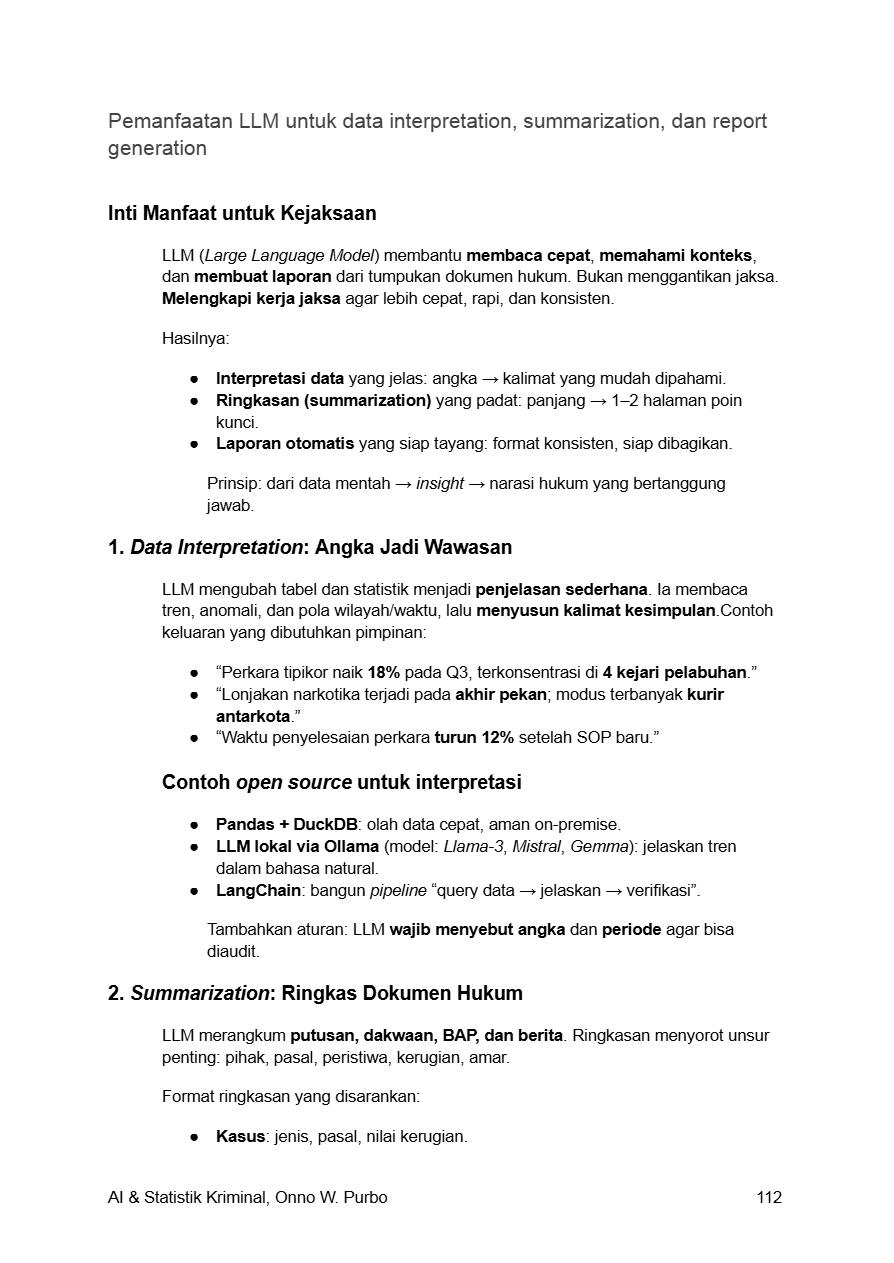 Pemanfaatan LLM untuk data interpretation, summarization, dan report
generation
Inti Manfaat untuk Kejaksaan
LLM (Large Language Model) membantu membaca cepat, memahami konteks,
dan membuat laporan dari tumpukan dokumen hukum. Bukan menggantikan jaksa.
Melengkapi kerja jaksa agar lebih cepat, rapi, dan konsisten.
Hasilnya:
● Interpretasi data yang jelas: angka → kalimat yang mudah dipahami.
● Ringkasan (summarization) yang padat: panjang → 1–2 halaman poin
kunci.
● Laporan otomatis yang siap tayang: format konsisten, siap dibagikan.
Prinsip: dari data mentah → insight → narasi hukum yang bertanggung
jawab.
1. Data Interpretation: Angka Jadi Wawasan
LLM mengubah tabel dan statistik menjadi penjelasan sederhana. Ia membaca
tren, anomali, dan pola wilayah/waktu, lalu menyusun kalimat kesimpulan.Contoh
keluaran yang dibutuhkan pimpinan:
● “Perkara tipikor naik 18% pada Q3, terkonsentrasi di 4 kejari pelabuhan.”
● “Lonjakan narkotika terjadi pada akhir pekan; modus terbanyak kurir
antarkota.”
● “Waktu penyelesaian perkara turun 12% setelah SOP baru.”
Contoh open source untuk interpretasi
● Pandas + DuckDB: olah data cepat, aman on-premise.
● LLM lokal via Ollama (model: Llama-3, Mistral, Gemma): jelaskan tren
dalam bahasa natural.
● LangChain: bangun pipeline “query data → jelaskan → verifikasi”.
Tambahkan aturan: LLM wajib menyebut angka dan periode agar bisa
diaudit.
2. Summarization: Ringkas Dokumen Hukum
LLM merangkum putusan, dakwaan, BAP, dan berita. Ringkasan menyorot unsur
penting: pihak, pasal, peristiwa, kerugian, amar.
Format ringkasan yang disarankan:
● Kasus: jenis, pasal, nilai kerugian.
AI & Statistik Kriminal, Onno W. Purbo 112